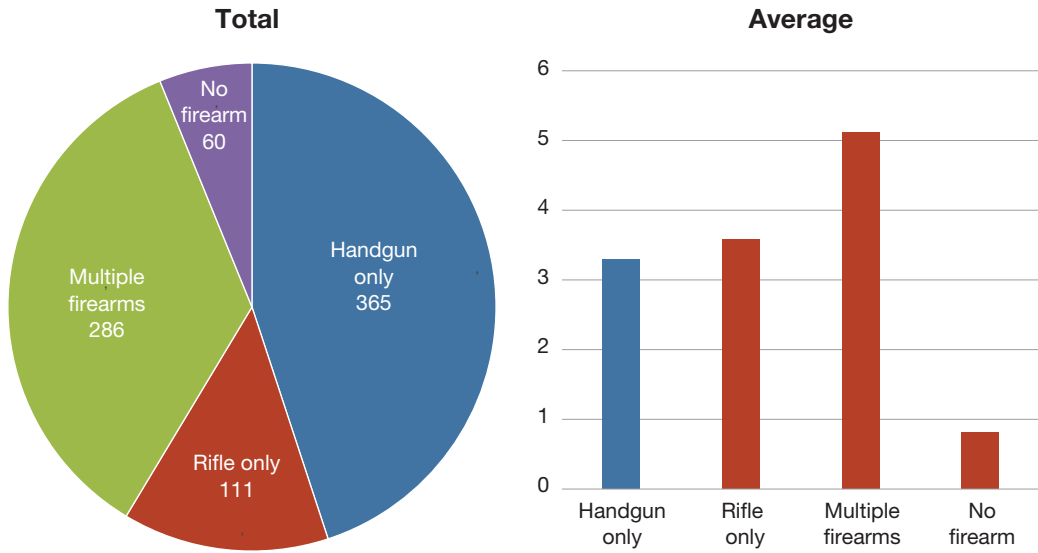 Total
No
firearm
60
Handgun
only
365
Multiple
firearms
286
Rifle only
111
Average
6
5
4
3
2
1
0
Handgun
only
Rifle
only
Multiple
firearms
No
firearm